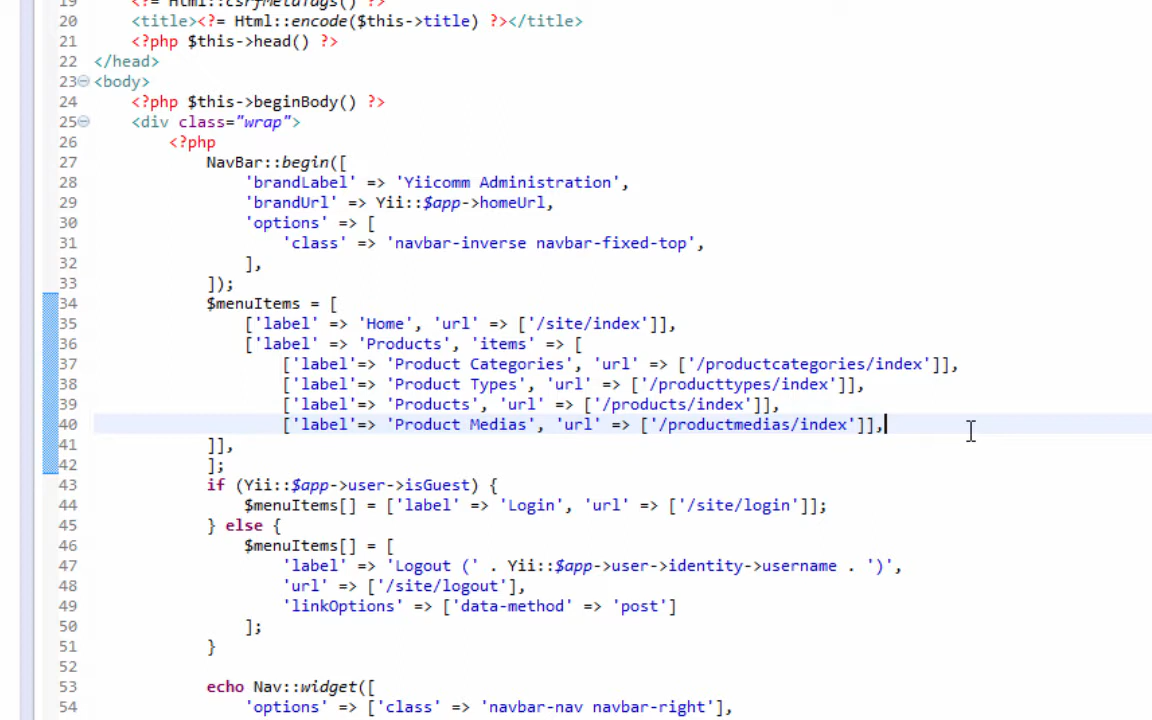 19 <?= Html::csrfMetaTags() ?>
20 <title><?= Html::encode($this->title) ?></title>
21 <?php $this->head() ?>
22 </head>
23 <body>
24 <?php $this->beginBody() ?>
25 <div class="wrap">
26 <?php
27 NavBar::begin([
28 'brandLabel' => 'Yiicomm Administration',
29 'brandUrl' => Yii::$app->homeUrl,
30 'options' => [
31 'class' => 'navbar-inverse navbar-fixed-top',
32 ],
33 ]);
34 $menuItems = [
35 ['label' => 'Home', 'url' => ['/site/index']],
36 ['label' => 'Products', 'items' => [
37 ['label'=> 'Product Categories', 'url' => ['/productcategories/index']],
38 ['label'=> 'Product Types', 'url' => ['/producttypes/index']],
39 ['label'=> 'Products', 'url' => ['/products/index']],
40 ['label'=> 'Product Medias', 'url' => ['/productmedias/index']],
41 ]],
42 ];
43 if (Yii::$app->user->isGuest) {
44 $menuItems[] = ['label' => 'Login', 'url' => ['/site/login']];
45 } else {
46 $menuItems[] = [
47 'label' => 'Logout (' . Yii::$app->user->identity->username . ')',
48 'url' => ['/site/logout'],
49 'linkOptions' => ['data-method' => 'post']
50 ];
51 }
52
53 echo Nav::widget([
54 'options' => ['class' => 'navbar-nav navbar-right'],